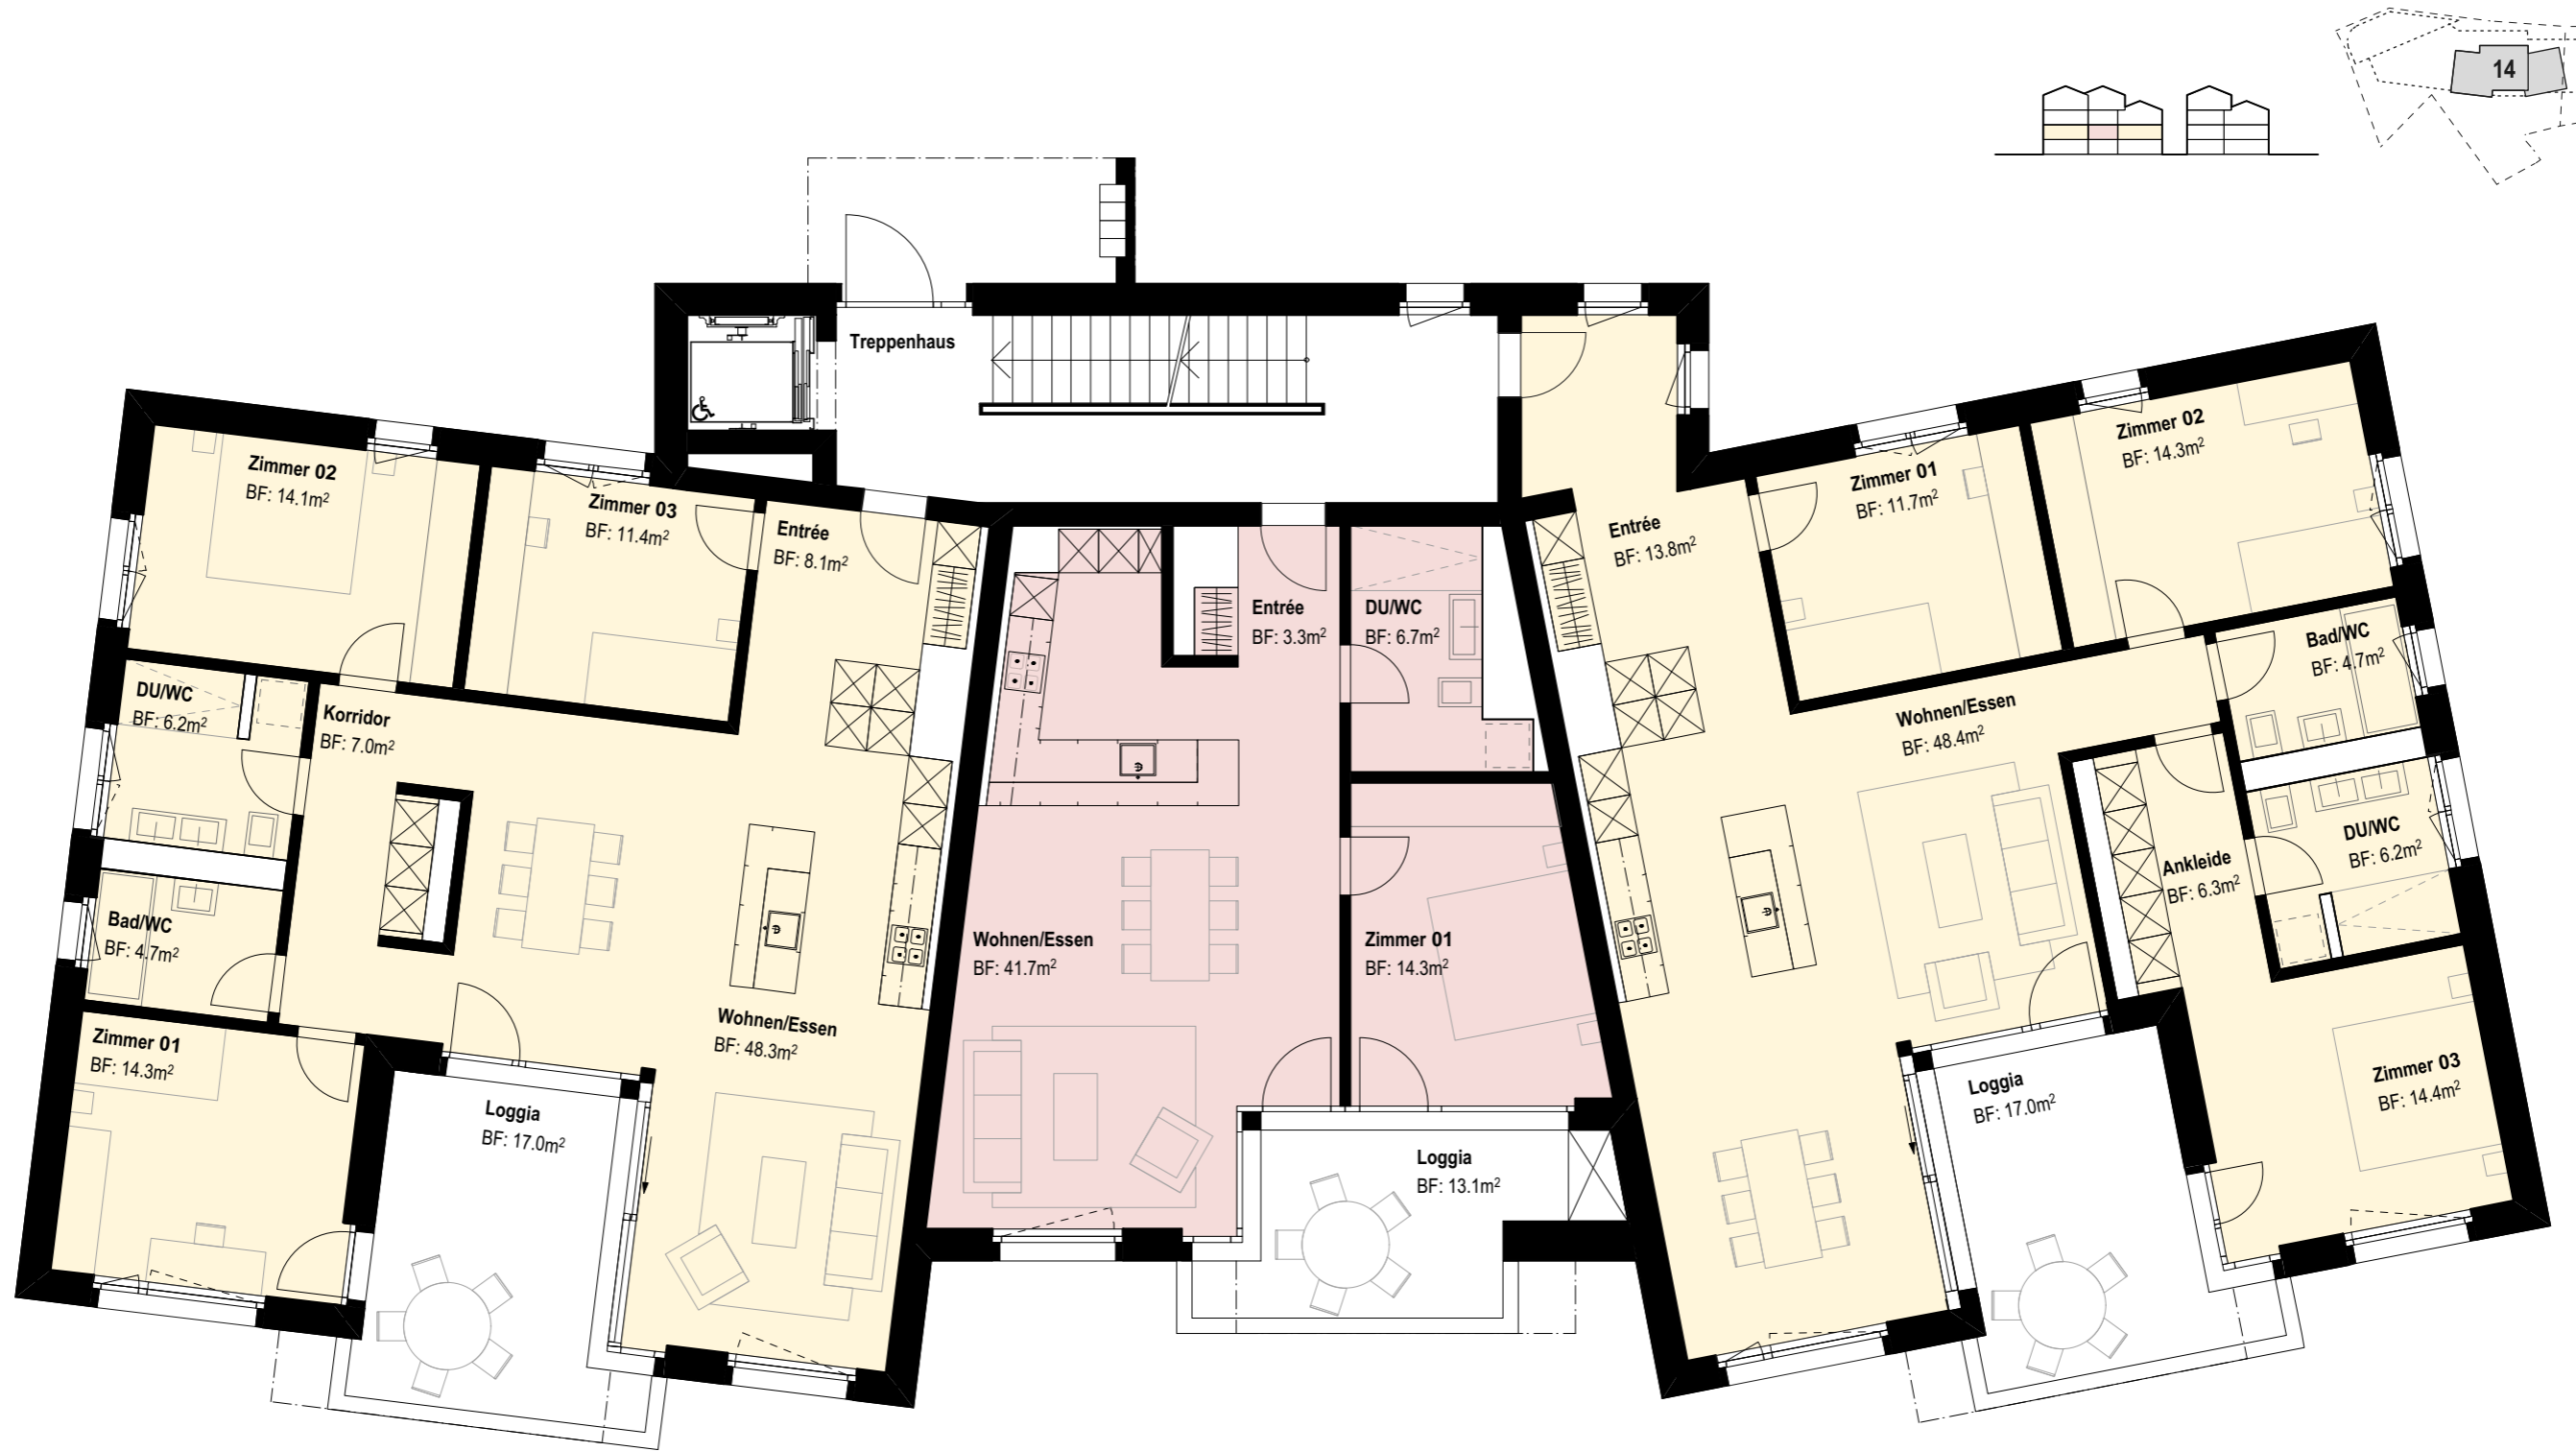 14
Treppenhaus
Zimmer 02
BF: 14.1m²
Zimmer 03
BF: 11.4m²
Entrée
BF: 8.1m²
DU/WC
BF: 6.2m²
Korridor
BF: 7.0m²
Bad/WC
BF: 4.7m²
Zimmer 01
BF: 14.3m²
Wohnen/Essen
BF: 48.3m²
Loggia
BF: 17.0m²
Entrée
BF: 3.3m²
DU/WC
BF: 6.7m²
Wohnen/Essen
BF: 41.7m²
Zimmer 01
BF: 14.3m²
Loggia
BF: 13.1m²
Entrée
BF: 13.8m²
Zimmer 01
BF: 11.7m²
Zimmer 02
BF: 14.3m²
Bad/WC
BF: 4.7m²
Wohnen/Essen
BF: 48.4m²
DU/WC
BF: 6.2m²
Ankleide
BF: 6.3m²
Loggia
BF: 17.0m²
Zimmer 03
BF: 14.4m²